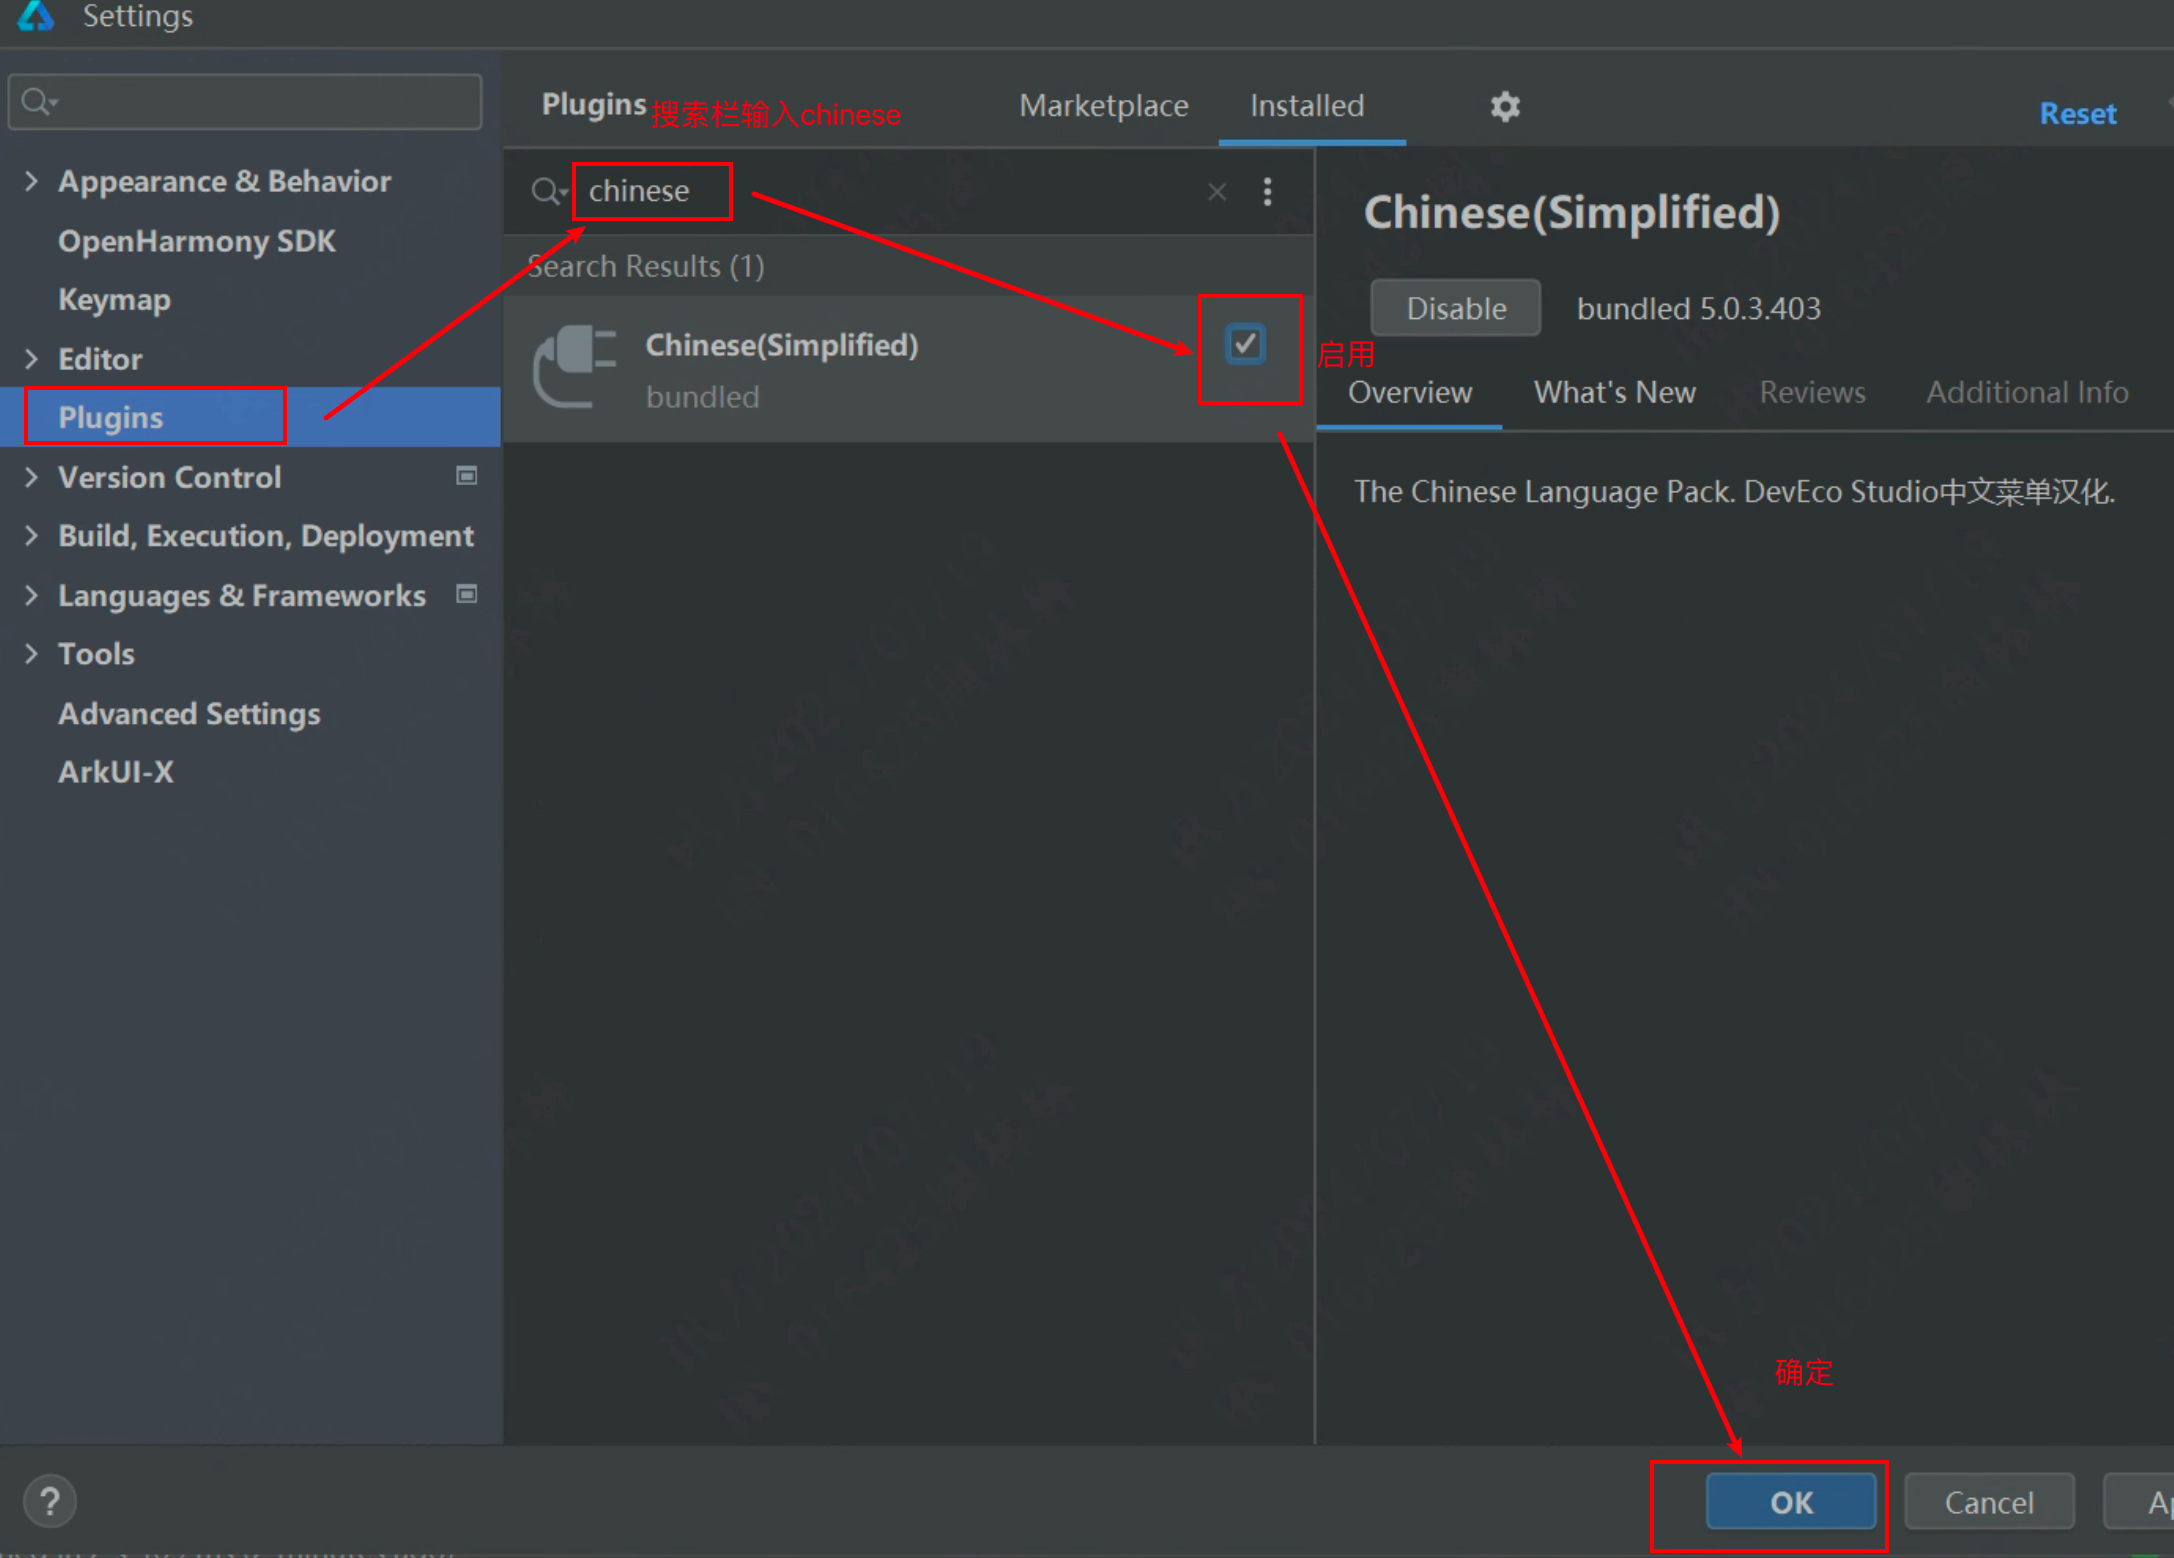 Settings
Appearance & Behavior
OpenHarmony SDK
Keymap
Editor
Plugins
Version Control
Build, Execution, Deployment
Languages & Frameworks
Tools
Advanced Settings
ArkUI-X
Plugins
搜索栏输入chinese
Marketplace
Installed
Reset
chinese
Search Results (1)
Chinese(Simplified)
bundled
启用
Chinese(Simplified)
Disable
bundled 5.0.3.403
Overview
What's New
Reviews
Additional Info
The Chinese Language Pack. DevEco Studio中文菜单汉化.
确定
?
OK
Cancel